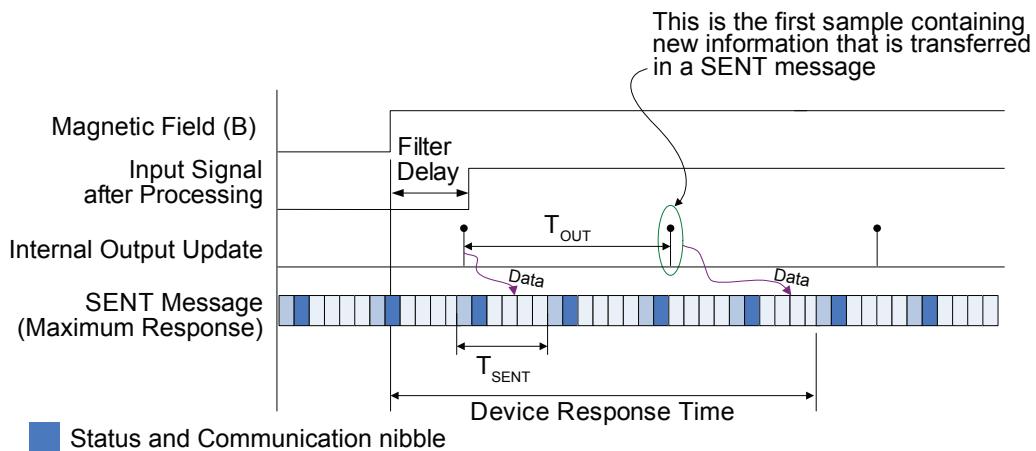 This is the first sample containing
new information that is transferred
in a SENT message
Magnetic Field (B)
Filter
Delay
Input Signal
after Processing
TOUT
Internal Output Update
Data
Data
SENT Message
(Maximum Response)
TSENT
Device Response Time
Status and Communication nibble